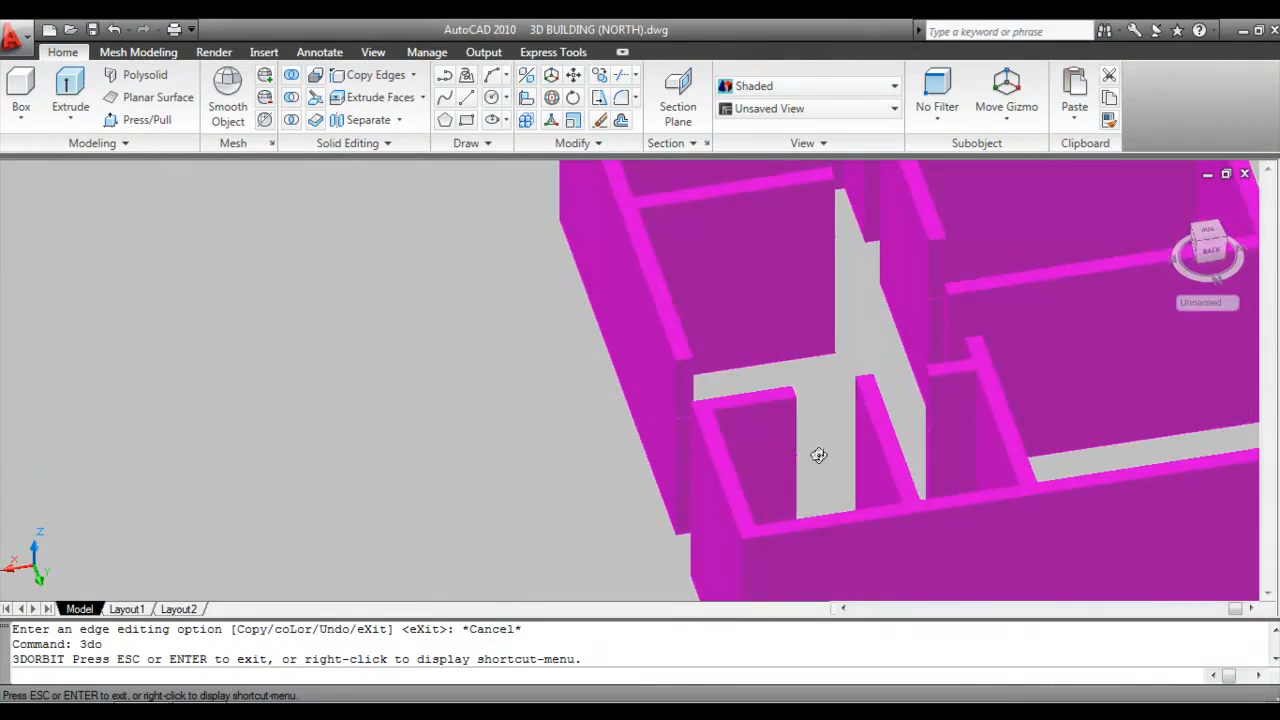 AutoCAD 2010 3D BUILDING (NORTH).dwg
Type a keyword or phrase
Home Mesh Modeling Render Insert Annotate View Manage Output Express Tools
Box
Extrude
Polysolid
Planar Surface
Press/Pull
Modeling
Smooth Object
Mesh
Copy Edges
Extrude Faces
Separate
Solid Editing
Draw
Modify
Section Plane
Section
Shaded
Unsaved View
View
No Filter
Move Gizmo
Subobject
Paste
Clipboard
BACK
Unnamed
Z
X
Y
Model Layout1 Layout2
Enter an edge editing option [Copy/coLor/Undo/eXit] <eXit>: *Cancel*
Command: 3do
3DORBIT Press ESC or ENTER to exit, or right-click to display shortcut-menu.
Press ESC or ENTER to exit, or right-click to display shortcut-menu.